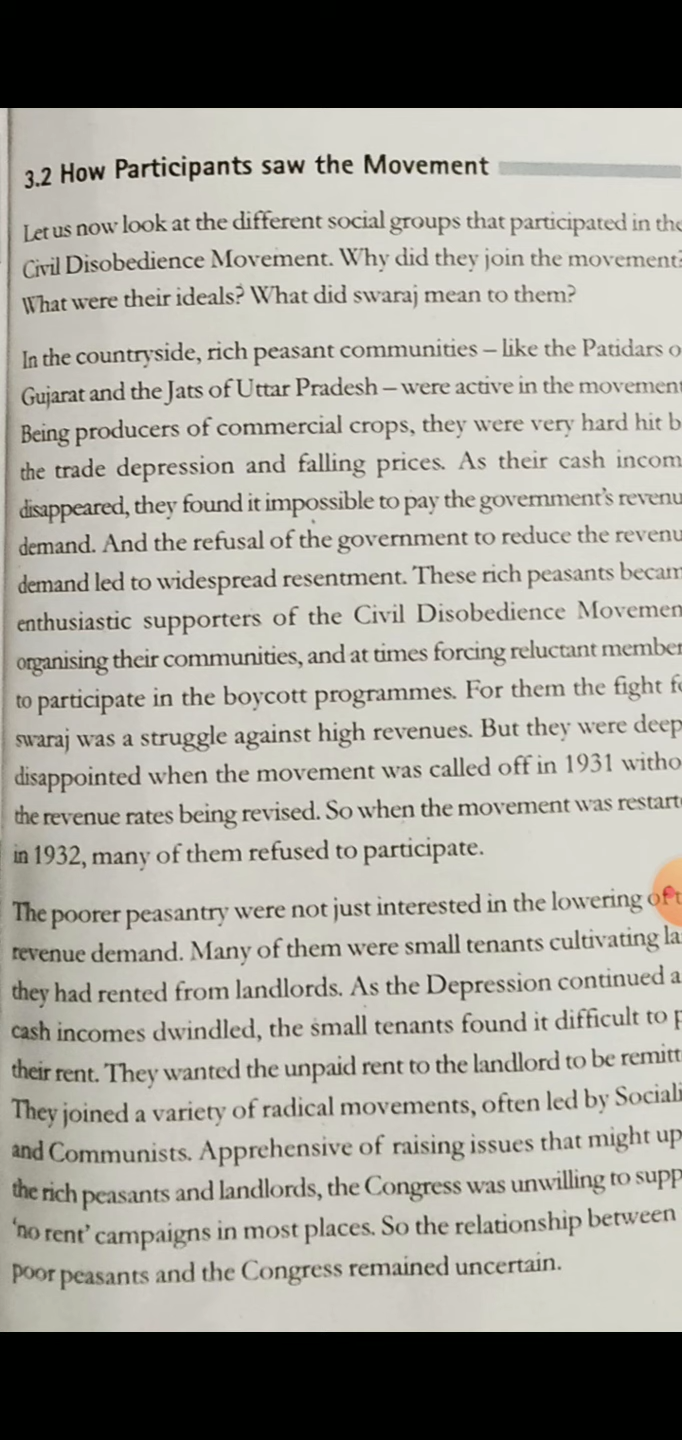 3.2 How Participants saw the Movement
Let us now look at the different social groups that participated in the
Civil Disobedience Movement. Why did they join the movement?
What were their ideals? What did swaraj mean to them?
In the countryside, rich peasant communities – like the Patidars o
Gujarat and the Jats of Uttar Pradesh – were active in the movement
Being producers of commercial crops, they were very hard hit b
the trade depression and falling prices. As their cash incom
disappeared, they found it impossible to pay the government's revenu
demand. And the refusal of the government to reduce the revenu
demand led to widespread resentment. These rich peasants becam
enthusiastic supporters of the Civil Disobedience Movemen
organising their communities, and at times forcing reluctant member
to participate in the boycott programmes. For them the fight fo
swaraj was a struggle against high revenues. But they were deep
disappointed when the movement was called off in 1931 witho
the revenue rates being revised. So when the movement was restart
in 1932, many of them refused to participate.
The poorer peasantry were not just interested in the lowering of
revenue demand. Many of them were small tenants cultivating la
they had rented from landlords. As the Depression continued a
cash incomes dwindled, the small tenants found it difficult to p
their rent. They wanted the unpaid rent to the landlord to be remitt
They joined a variety of radical movements, often led by Sociali
and Communists. Apprehensive of raising issues that might up
the rich peasants and landlords, the Congress was unwilling to supp
'no rent' campaigns in most places. So the relationship between
poor peasants and the Congress remained uncertain.